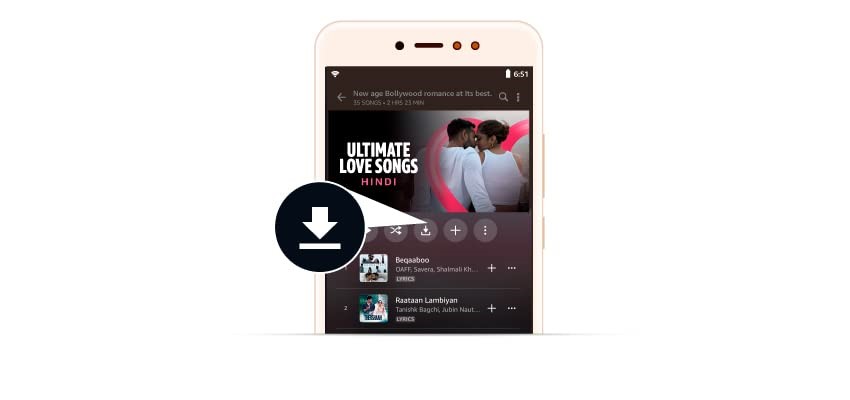 6:51
New age Bollywood romance at Its best.
35 SONGS • 2 HRS 23 MIN
ULTIMATE
LOVE SONGS
HINDI
Beqaaboo
OAFF, Savera, Shalmali Kh...
LYRICS
2
Raataan Lambiyan
Tanishk Bagchi, Jubin Naut...
LYRICS